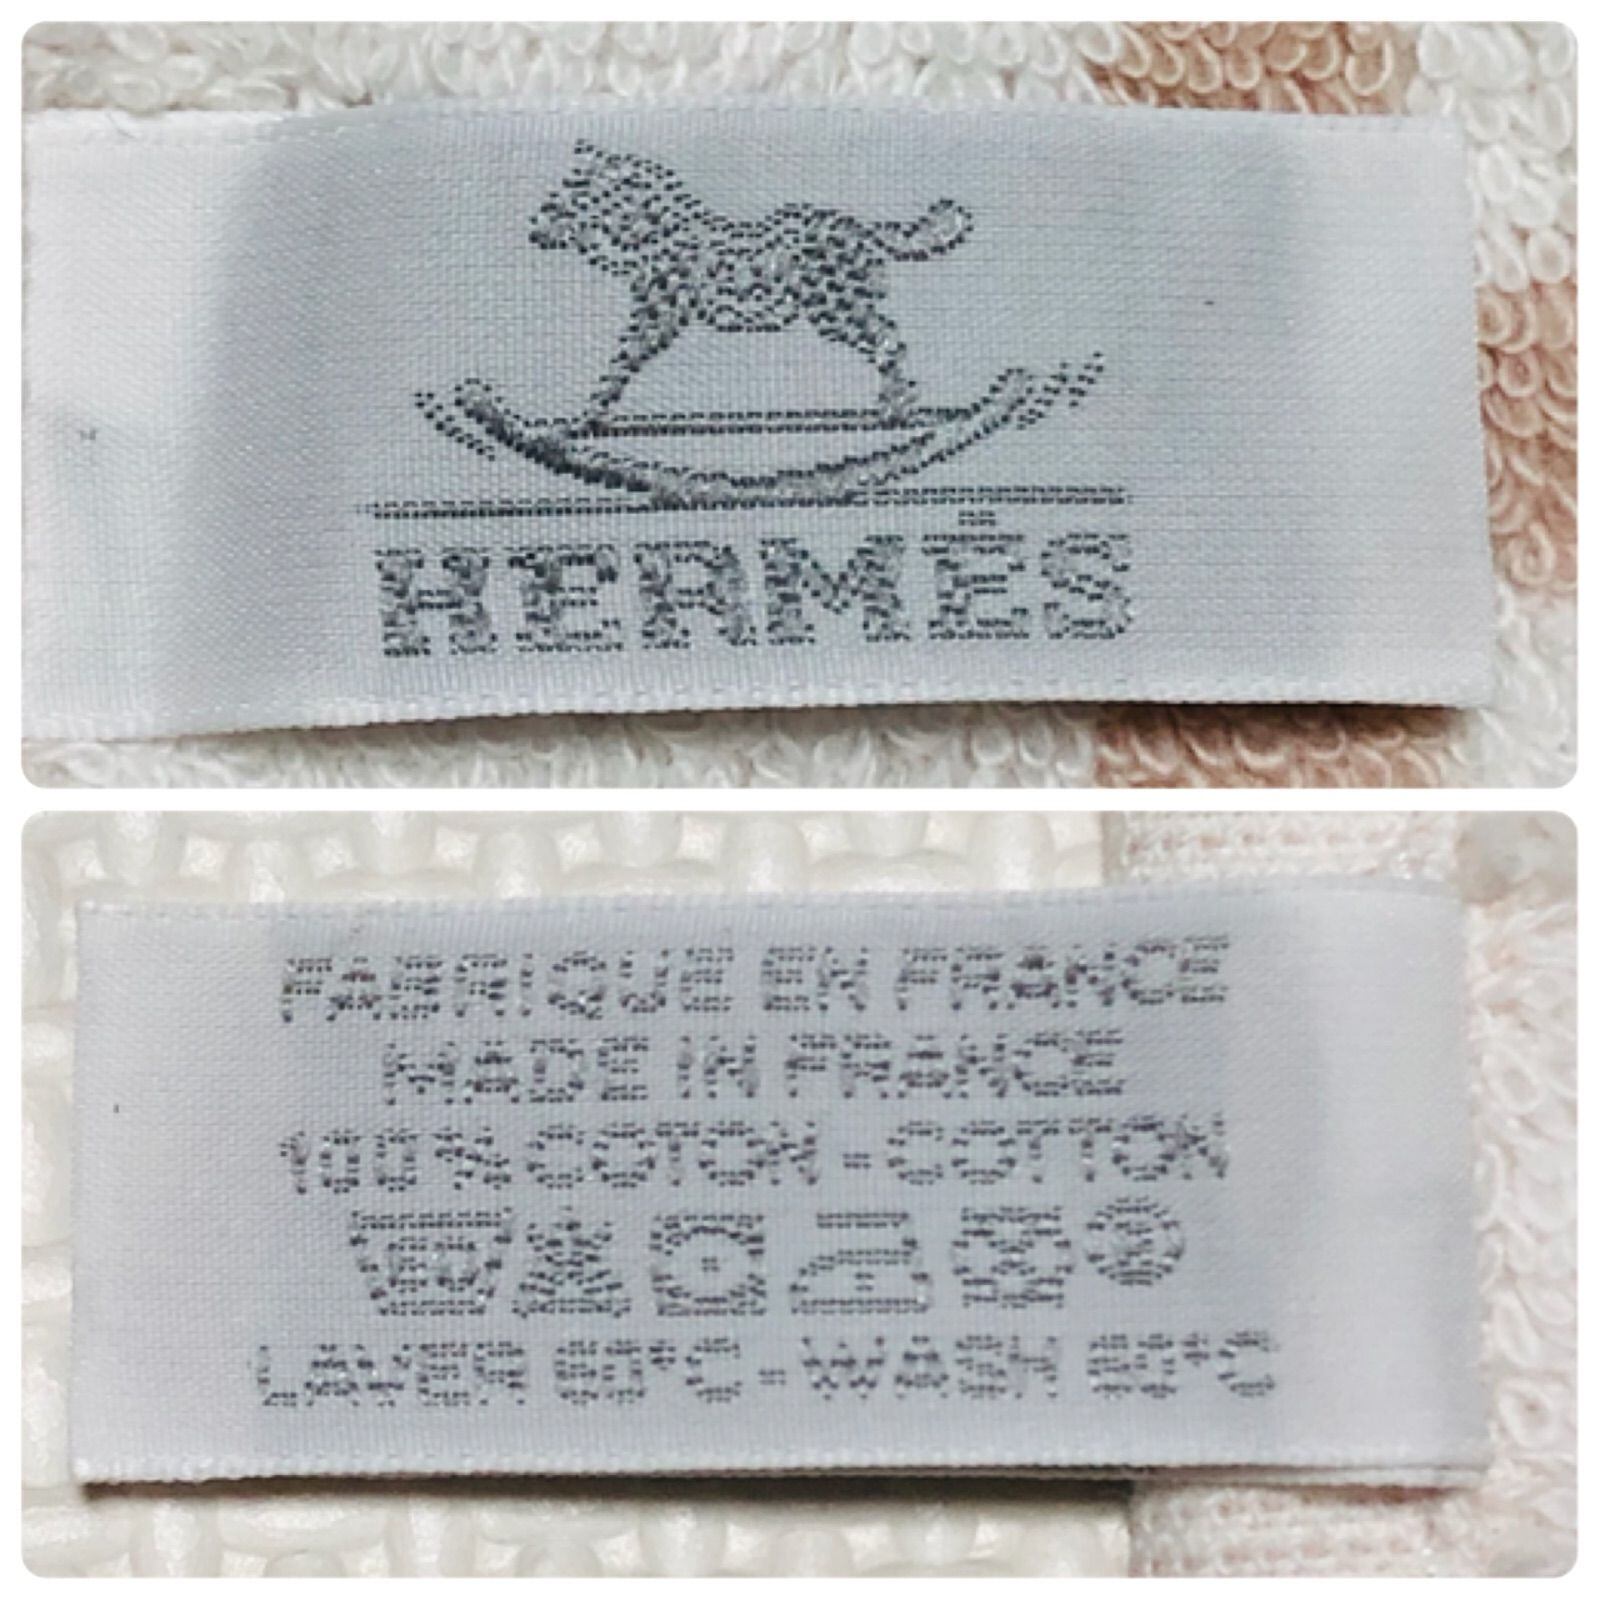 HERMÈS
FABRIQUE EN FRANCE
MADE IN FRANCE
100% COTON - COTTON
LAVER 60°C - WASH 60°C